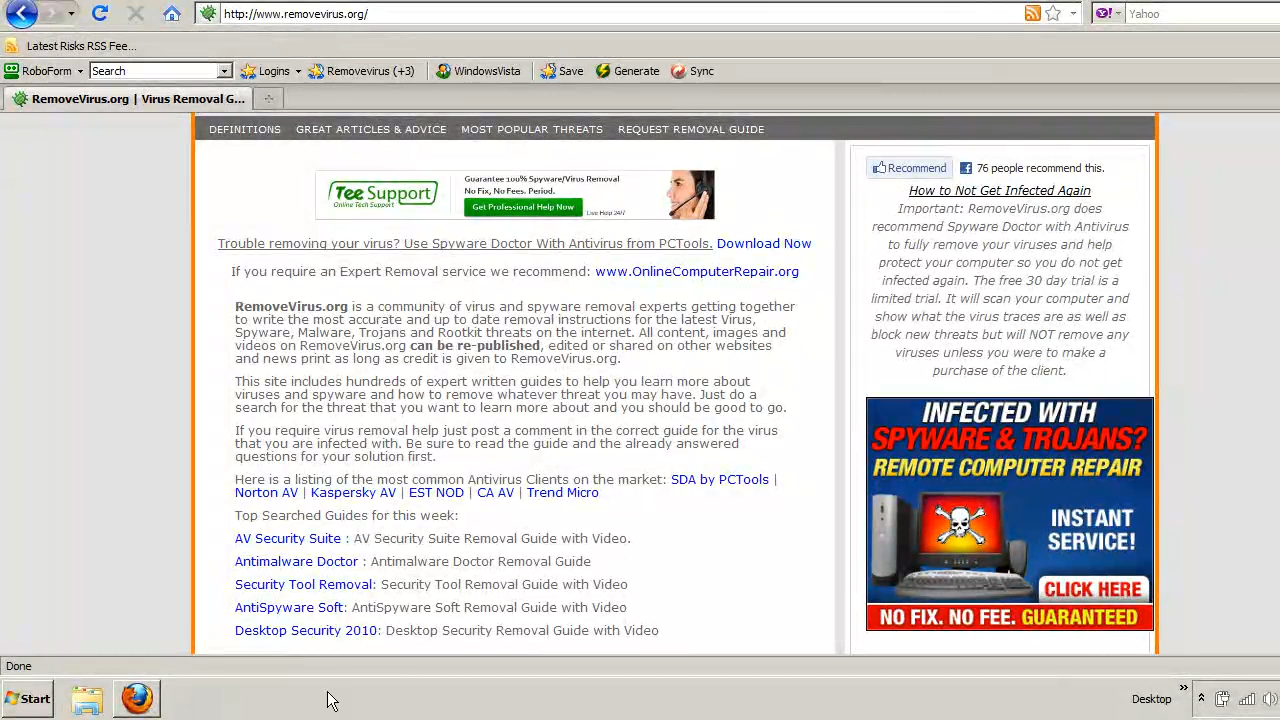 http://www.removevirus.org/
Yahoo
Latest Risks RSS Fee...
RoboForm Search Logins Removevirus (+3) WindowsVista Save Generate Sync
RemoveVirus.org | Virus Removal G...
DEFINITIONS GREAT ARTICLES & ADVICE MOST POPULAR THREATS REQUEST REMOVAL GUIDE
Tee Support
Online Tech Support
Guarantee 100% Spyware/Virus Removal
No Fix, No Fees. Period.
Get Professional Help Now
Live Help 24/7
Trouble removing your virus? Use Spyware Doctor With Antivirus from PCTools. Download Now
If you require an Expert Removal service we recommend: www.OnlineComputerRepair.org
RemoveVirus.org is a community of virus and spyware removal experts getting together
to write the most accurate and up to date removal instructions for the latest Virus,
Spyware, Malware, Trojans and Rootkit threats on the internet. All content, images and
videos on RemoveVirus.org can be re-published, edited or shared on other websites
and news print as long as credit is given to RemoveVirus.org.
This site includes hundreds of expert written guides to help you learn more about
viruses and spyware and how to remove whatever threat you may have. Just do a
search for the threat that you want to learn more about and you should be good to go.
If you require virus removal help just post a comment in the correct guide for the virus
that you are infected with. Be sure to read the guide and the already answered
questions for your solution first.
Here is a listing of the most common Antivirus Clients on the market: SDA by PCTools |
Norton AV | Kaspersky AV | EST NOD | CA AV | Trend Micro
Top Searched Guides for this week:
AV Security Suite : AV Security Suite Removal Guide with Video.
Antimalware Doctor : Antimalware Doctor Removal Guide
Security Tool Removal: Security Tool Removal Guide with Video
AntiSpyware Soft: AntiSpyware Soft Removal Guide with Video
Desktop Security 2010: Desktop Security Removal Guide with Video
Recommend 76 people recommend this.
How to Not Get Infected Again
Important: RemoveVirus.org does
recommend Spyware Doctor with Antivirus
to fully remove your viruses and help
protect your computer so you do not get
infected again. The free 30 day trial is a
limited trial. It will scan your computer and
show what the virus traces are as well as
block new threats but will NOT remove any
viruses unless you were to make a
purchase of the client.
INFECTED WITH
SPYWARE & TROJANS?
REMOTE COMPUTER REPAIR
INSTANT
SERVICE!
CLICK HERE
NO FIX. NO FEE. GUARANTEED
Done
Start
Desktop